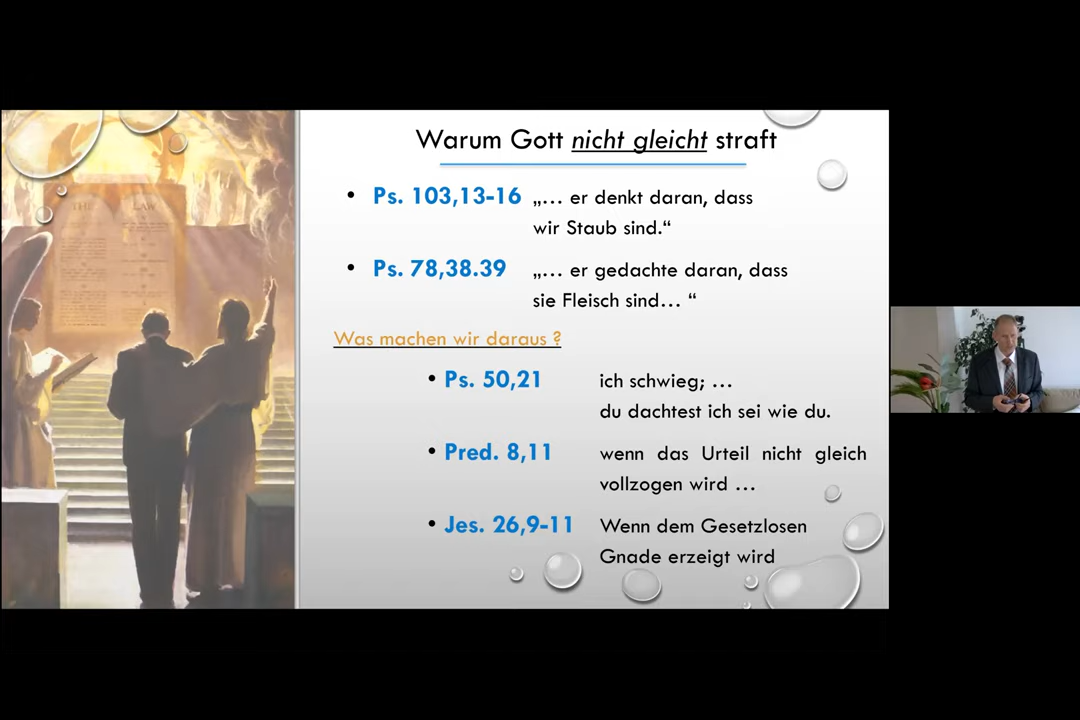 Warum Gott nicht gleicht straft
• Ps. 103,13-16 „… er denkt daran, dass
wir Staub sind.“
• Ps. 78,38.39 „… er gedachte daran, dass
sie Fleisch sind… “
Was machen wir daraus ?
• Ps. 50,21 ich schwieg; …
du dachtest ich sei wie du.
• Pred. 8,11 wenn das Urteil nicht gleich
vollzogen wird …
• Jes. 26,9-11 Wenn dem Gesetzlosen
Gnade erzeigt wird
THE LAW